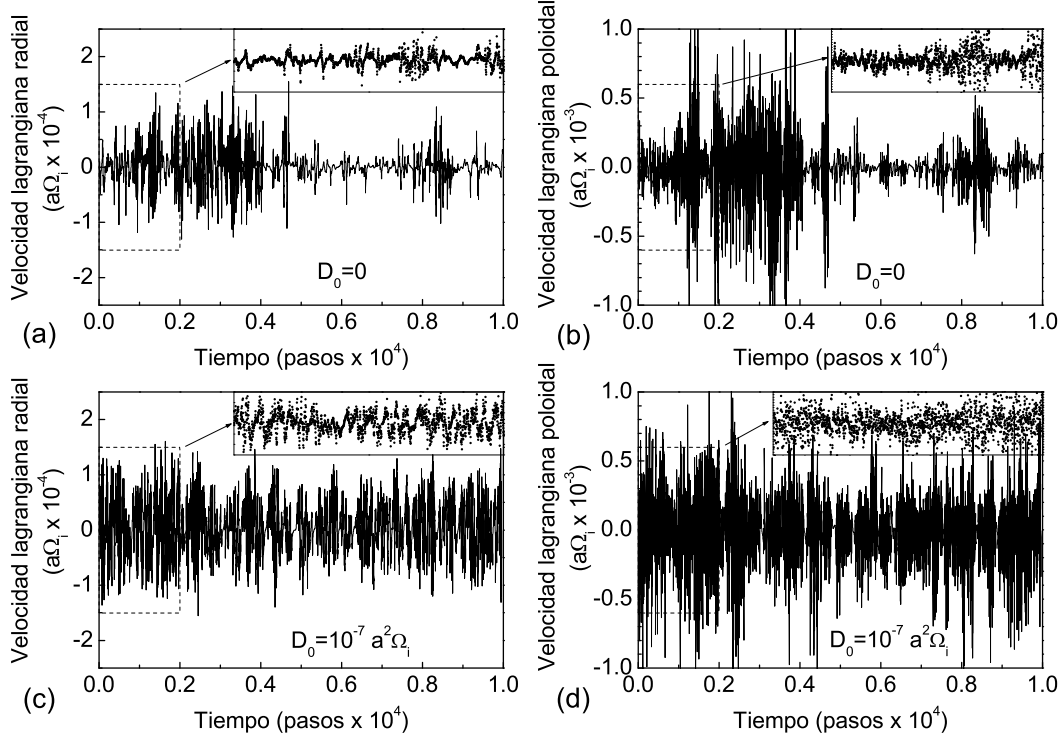 Velocidad lagrangiana radial
(aΩᵢ x 10⁻⁴)
2
1
0
-1
-2
D₀=0
0.0 0.2 0.4 0.6 0.8 1.0
(a)
Tiempo (pasos x 10⁴)
Velocidad lagrangiana poloidal
(aΩᵢ x 10⁻³)
1.0
0.5
0.0
-0.5
-1.0
D₀=0
0.0 0.2 0.4 0.6 0.8 1.0
(b)
Tiempo (pasos x 10⁴)
Velocidad lagrangiana radial
(aΩᵢ x 10⁻⁴)
2
1
0
-1
-2
D₀=10⁻⁷ a²Ωᵢ
0.0 0.2 0.4 0.6 0.8 1.0
(c)
Tiempo (pasos x 10⁴)
Velocidad lagrangiana poloidal
(aΩᵢ x 10⁻³)
1.0
0.5
0.0
-0.5
-1.0
D₀=10⁻⁷ a²Ωᵢ
0.0 0.2 0.4 0.6 0.8 1.0
(d)
Tiempo (pasos x 10⁴)